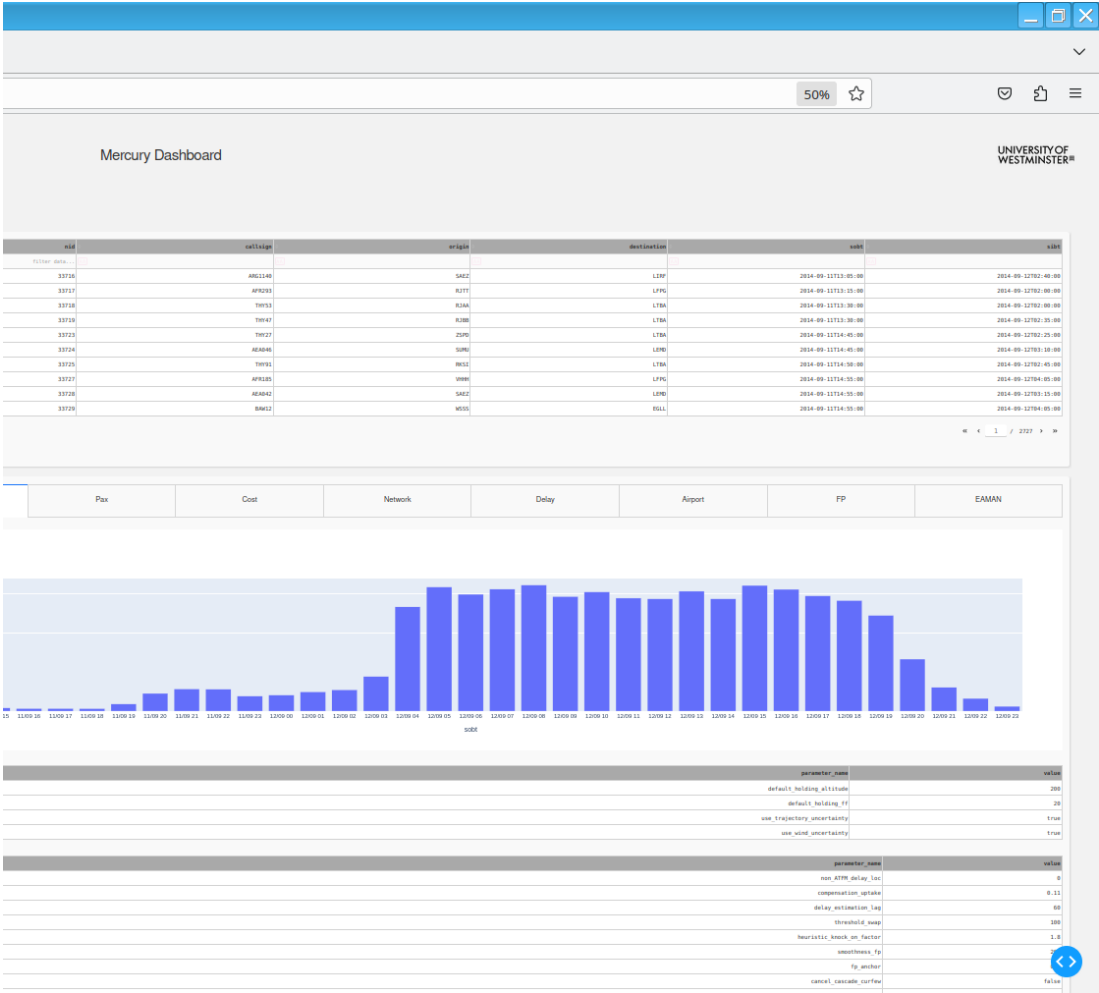 50%
Mercury Dashboard
UNIVERSITY OF
WESTMINSTER
nid callsign origin destination sobt sibt
filter data...
33716 ARG1140 SAEZ LIRF 2014-09-11T13:05:00 2014-09-12T02:40:00
33717 AFR293 RJTT LFPG 2014-09-11T13:15:00 2014-09-12T02:00:00
33718 THY53 RJAA LTBA 2014-09-11T13:30:00 2014-09-12T02:00:00
33719 THY47 RJBB LTBA 2014-09-11T13:30:00 2014-09-12T02:35:00
33723 THY27 ZSPD LTBA 2014-09-11T14:45:00 2014-09-12T02:25:00
33724 AEA046 SUMU LEMD 2014-09-11T14:45:00 2014-09-12T03:10:00
33725 THY91 RKSI LTBA 2014-09-11T14:50:00 2014-09-12T02:45:00
33727 AFR185 VHHH LFPG 2014-09-11T14:55:00 2014-09-12T04:05:00
33728 AEA042 SAEZ LEMD 2014-09-11T14:55:00 2014-09-12T03:15:00
33729 BAW12 WSSS EGLL 2014-09-11T14:55:00 2014-09-12T04:05:00
« ‹ 1 / 2727 › »
Pax Cost Network Delay Airport FP EAMAN
15 11/09 16 11/09 17 11/09 18 11/09 19 11/09 20 11/09 21 11/09 22 11/09 23 12/09 00 12/09 01 12/09 02 12/09 03 12/09 04 12/09 05 12/09 06 12/09 07 12/09 08 12/09 09 12/09 10 12/09 11 12/09 12 12/09 13 12/09 14 12/09 15 12/09 16 12/09 17 12/09 18 12/09 19 12/09 20 12/09 21 12/09 22 12/09 23
sobt
parameter_name value
default_holding_altitude 200
default_holding_ff 20
use_trajectory_uncertainty true
use_wind_uncertainty true
parameter_name value
non_ATFM_delay_loc 0
compensation_uptake 0.11
delay_estimation_lag 60
threshold_swap 100
heuristic_knock_on_factor 1.8
smoothness_fp
fp_anchor
cancel_cascade_curfew false